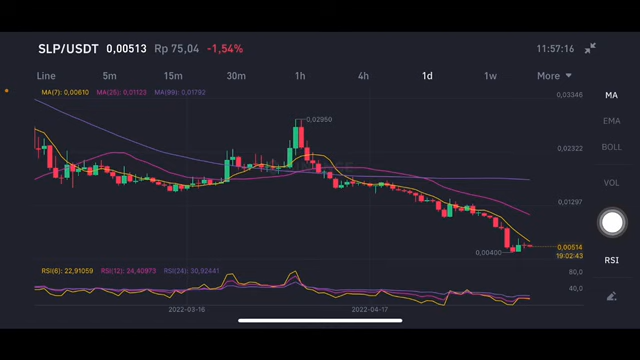 SLP/USDT 0,00513 Rp 75,04 -1,54% 11:57:16
Line 5m 15m 30m 1h 4h 1d 1w More
MA(7): 0,00610 MA(25): 0,01123 MA(99): 0,01792
0,03346
MA
0,02950
EMA
0,02322
BOLL
VOL
0,01297
0,00514
19:02:43
0,00400
RSI
RSI(6): 22,91059 RSI(12): 24,40973 RSI(24): 30,92441
80,0
40,0
2022-03-16 2022-04-17